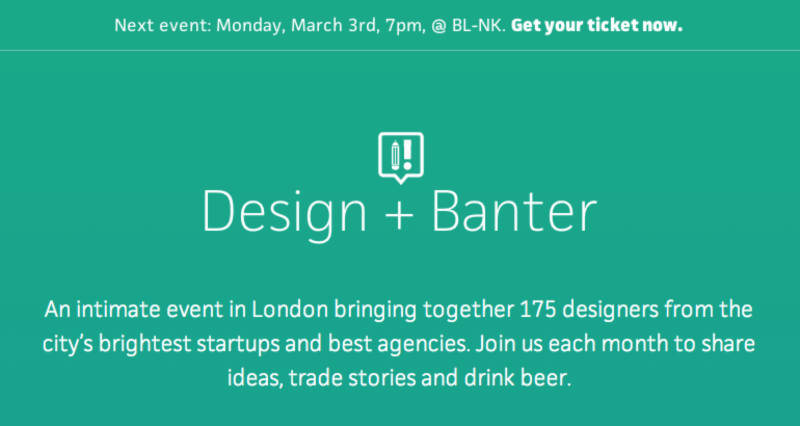 Next event: Monday, March 3rd, 7pm, @ BL-NK. Get your ticket now.
Design + Banter
An intimate event in London bringing together 175 designers from the
city's brightest startups and best agencies. Join us each month to share
ideas, trade stories and drink beer.